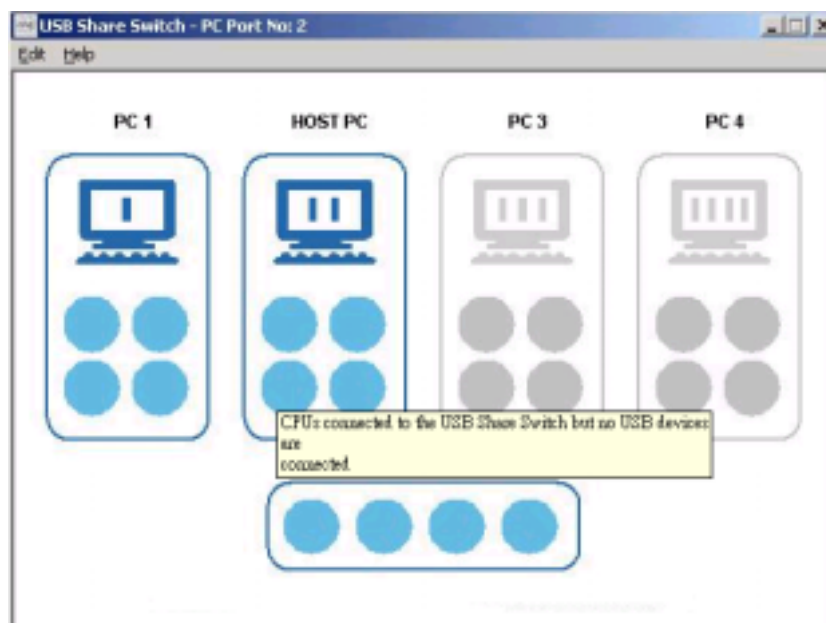 USB Share Switch - PC Port No: 2
Edit Help
PC 1 HOST PC PC 3 PC 4
CPUs connected to the USB Share Switch but no USB devices
are
connected